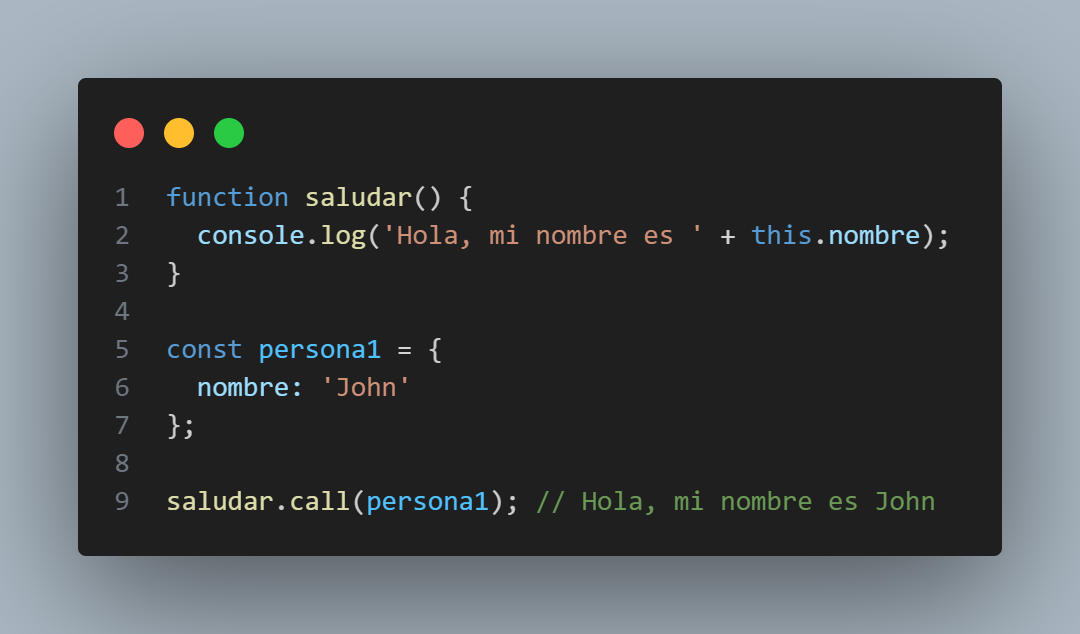 1 function saludar() {
2   console.log('Hola, mi nombre es ' + this.nombre);
3 }
4
5 const persona1 = {
6   nombre: 'John'
7 };
8
9 saludar.call(persona1); // Hola, mi nombre es John